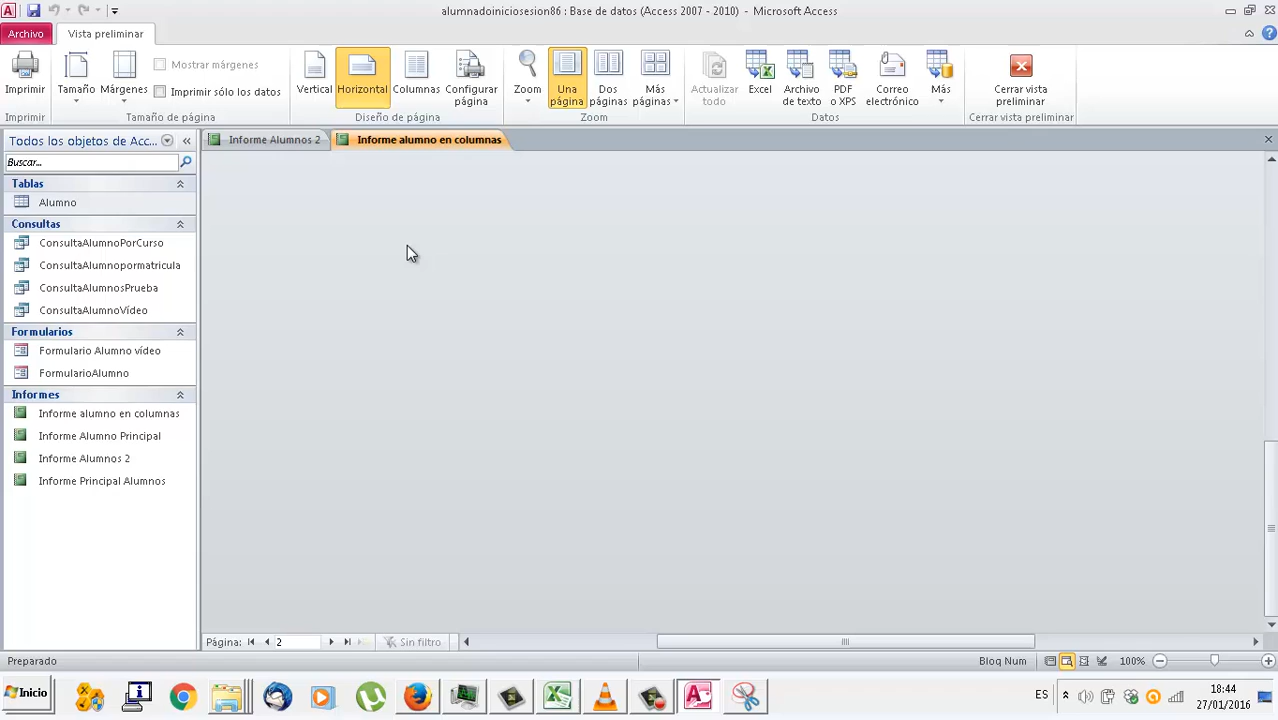 alumnadoiniciosesion86 : Base de datos (Access 2007 - 2010) - Microsoft Access
Archivo
Vista preliminar
Imprimir
Tamaño
Márgenes
Mostrar márgenes
Imprimir sólo los datos
Vertical
Horizontal
Columnas
Configurar página
Zoom
Una página
Dos páginas
Más páginas
Actualizar todo
Excel
Archivo de texto
PDF o XPS
Correo electrónico
Más
Cerrar vista preliminar
Imprimir
Tamaño de página
Diseño de página
Zoom
Datos
Cerrar vista preliminar
Todos los objetos de Acc...
Buscar...
Tablas
Alumno
Consultas
ConsultaAlumnoPorCurso
ConsultaAlumnopormatricula
ConsultaAlumnosPrueba
ConsultaAlumnoVídeo
Formularios
Formulario Alumno vídeo
FormularioAlumno
Informes
Informe alumno en columnas
Informe Alumno Principal
Informe Alumnos 2
Informe Principal Alumnos
Informe Alumnos 2
Informe alumno en columnas
Página:
2
Sin filtro
Preparado
Bloq Num
100%
Inicio
ES
18:44
27/01/2016